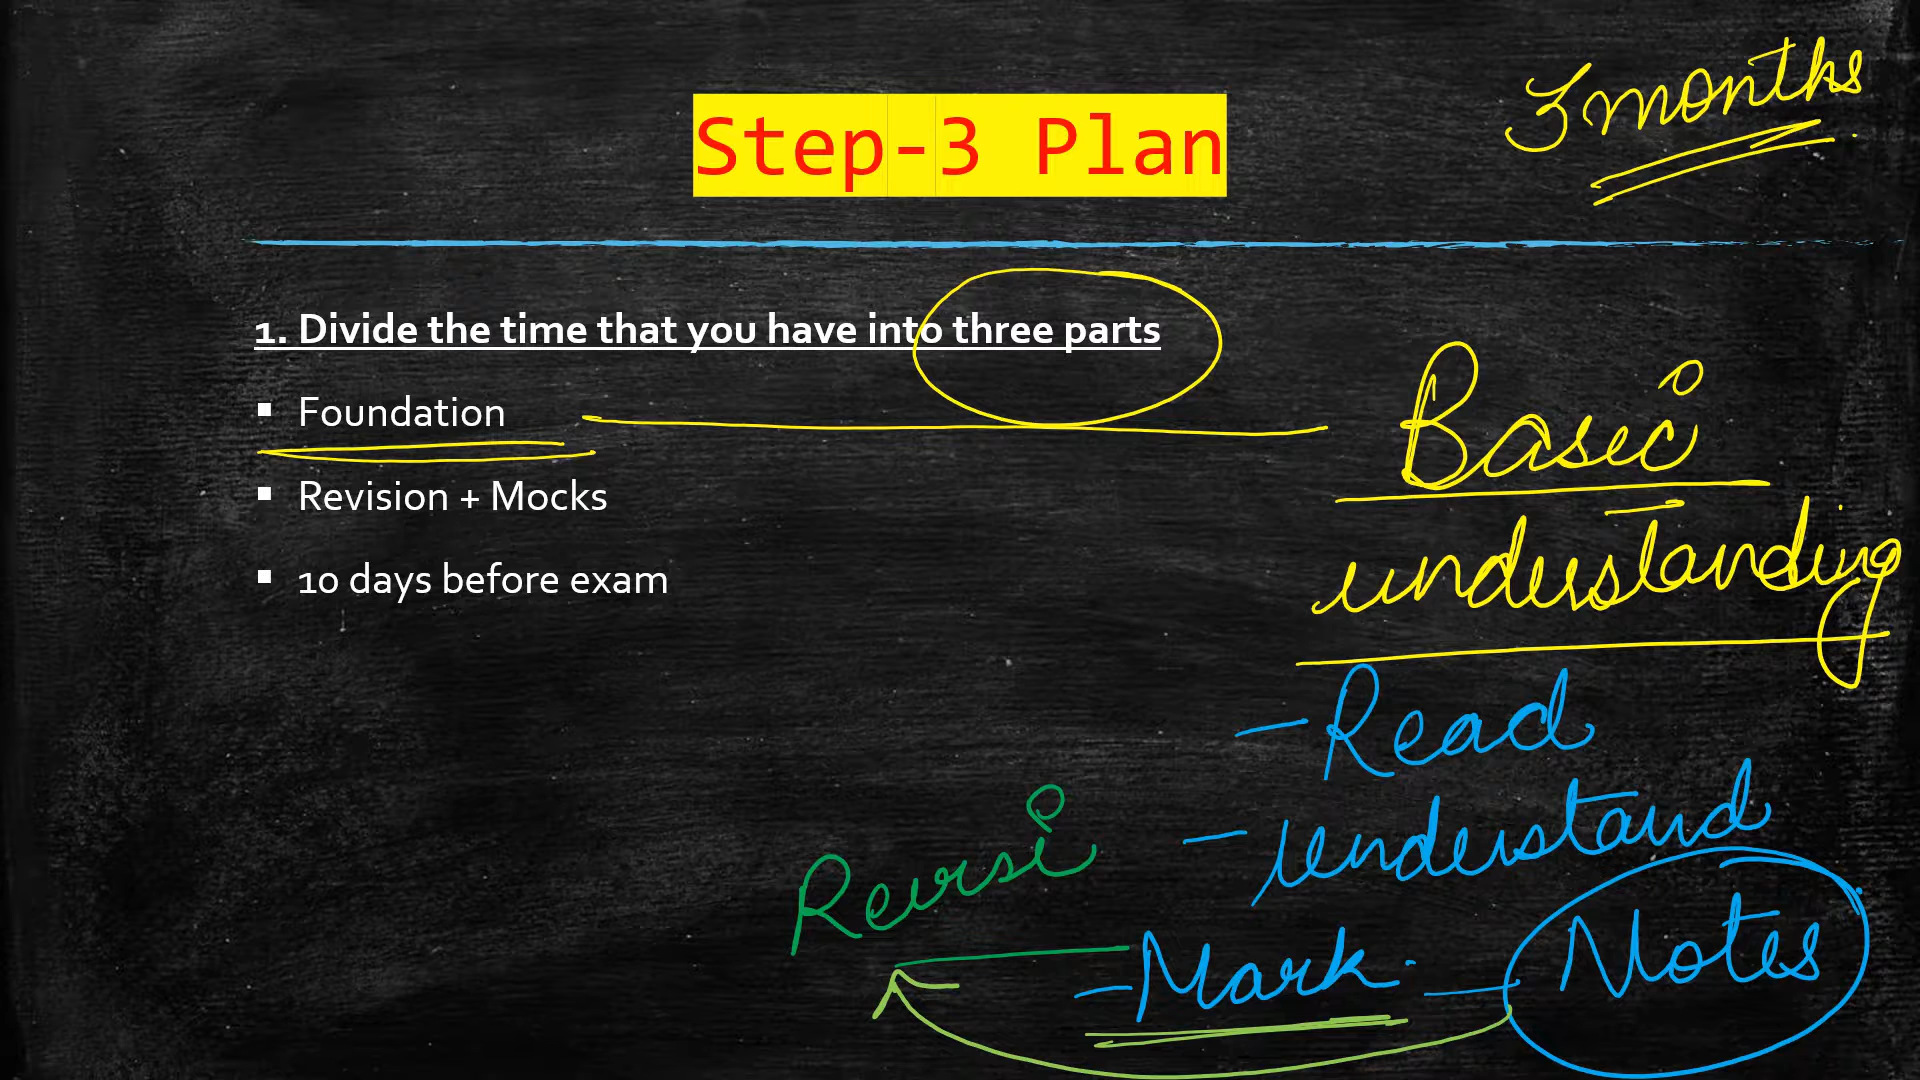 3 months
Step-3 Plan
1. Divide the time that you have into three parts
▪ Foundation
Basic
understanding
▪ Revision + Mocks
▪ 10 days before exam
- Read
- understand
Revisi
- Mark. - Notes